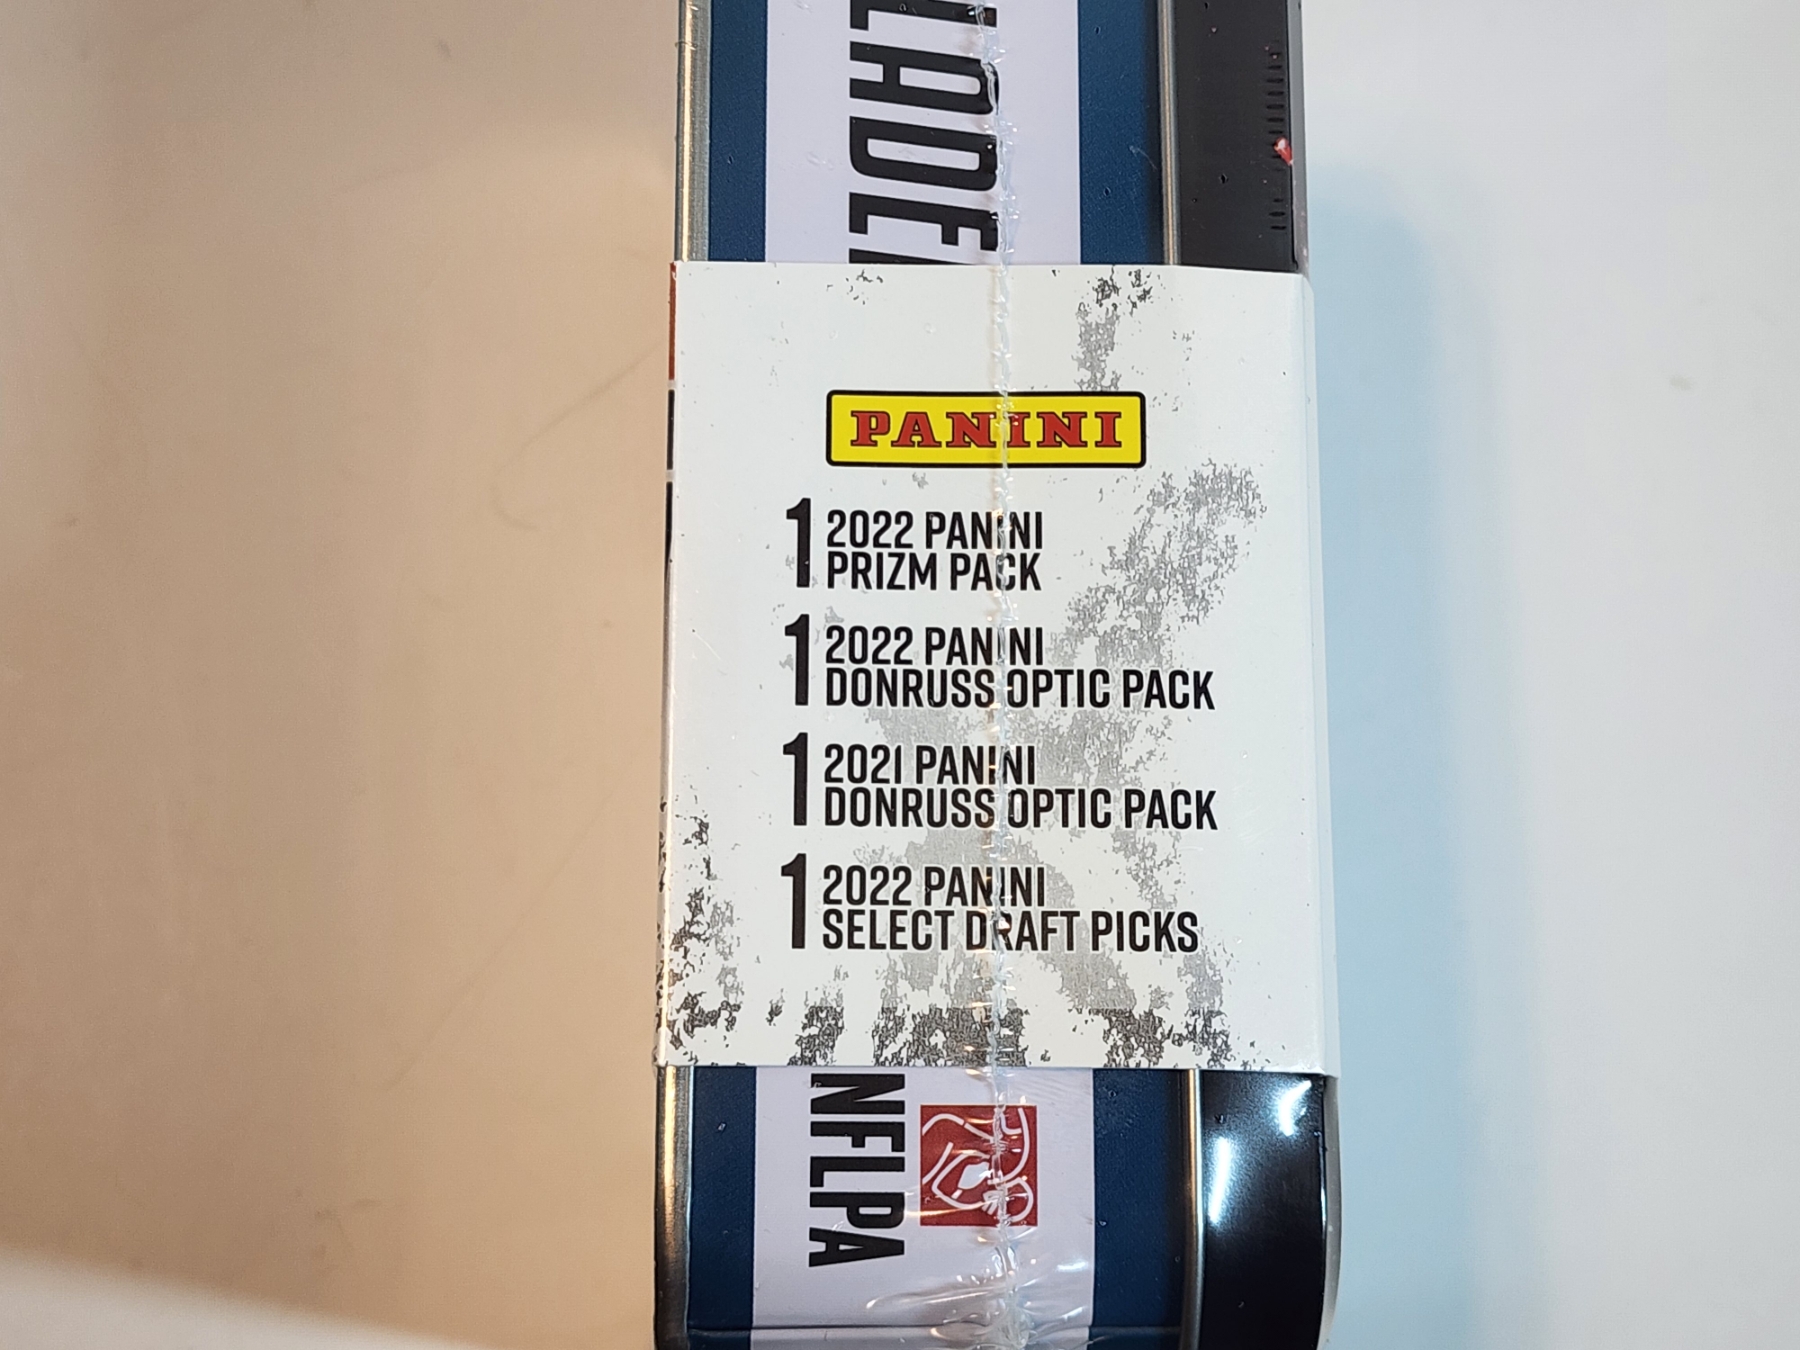 PANINI
1 2022 PANINI
PRIZM PACK
1 2022 PANINI
DONRUSS OPTIC PACK
1 2021 PANINI
DONRUSS OPTIC PACK
1 2022 PANINI
SELECT DRAFT PICKS
NFLPA